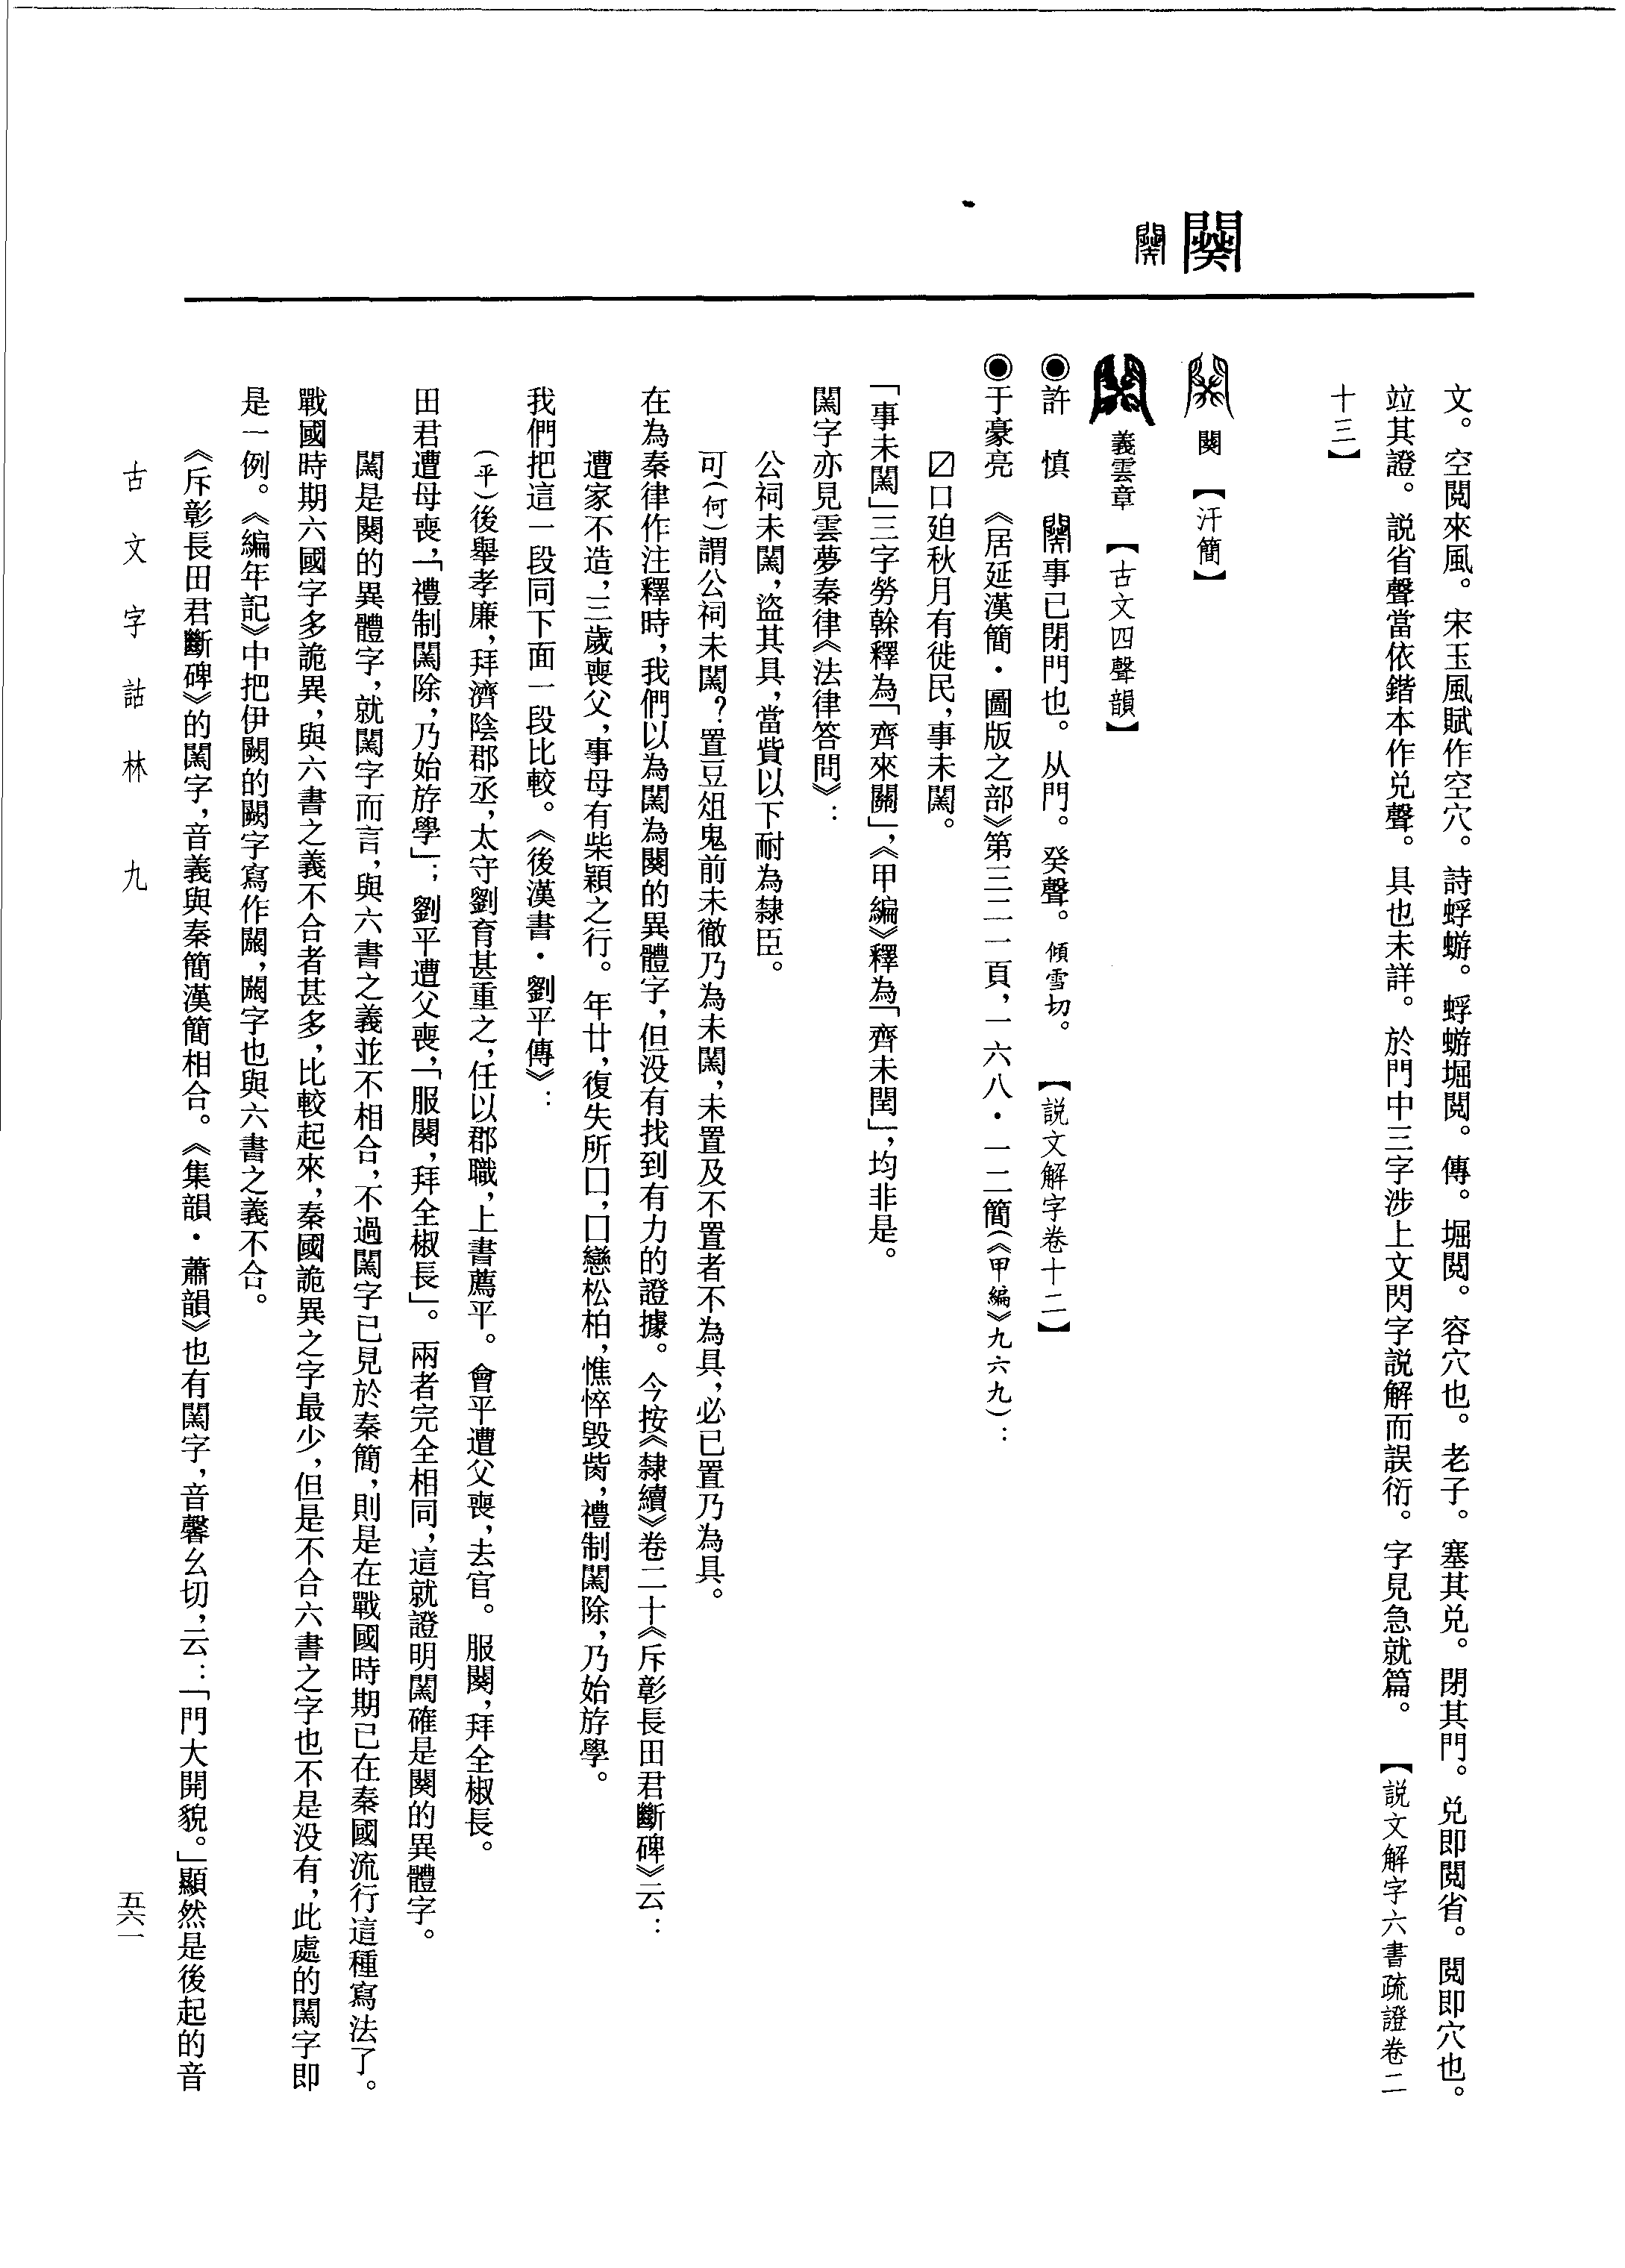 闋
闋
文。空閲來風。宋玉風賦作空穴。詩蜉蝣。蜉蝣堀閲。傳。堀閲。容穴也。老子。塞其兑。閉其門。兑即閲省。閲即穴也。
竝其證。説省聲當依鍇本作兑聲。具也未詳。於門中三字涉上文閃字説解而誤衍。字見急就篇。【説文解字六書疏證卷二
十三】
闋【汗簡】
義雲章【古文四聲韻】
◉許　慎　闋事已閉門也。从門。癸聲。傾雪切。【説文解字卷十二】
◉于豪亮　《居延漢簡·圖版之部》第三二一頁，一六八·一二簡(《甲編》九六九)：
☑口廹秋月有徙民，事未闑。
「事未闑」三字勞榦釋為「齊來關」，《甲編》釋為「齊未閏」，均非是。
闑字亦見雲夢秦律《法律答問》：
公祠未闑，盜其具，當貲以下耐為隸臣。
可(何)謂公祠未闑？置豆俎鬼前未徹乃為未闑，未置及不置者不為具，必已置乃為具。
在為秦律作注釋時，我們以為闑為闋的異體字，但没有找到有力的證據。今按《隸續》卷二十《斥彰長田君斷碑》云：
遭家不造，三歲喪父，事母有柴穎之行。年廿，復失所口，口戀松柏，憔悴毁胔，禮制闑除，乃始斿學。
我們把這一段同下面一段比較。《後漢書·劉平傳》：
(平)後舉孝廉，拜濟陰郡丞，太守劉育甚重之，任以郡職，上書薦平。會平遭父喪，去官。服闋，拜全椒長。
田君遭母喪，「禮制闑除，乃始斿學」；劉平遭父喪，「服闋，拜全椒長」。兩者完全相同，這就證明闑確是闋的異體字。
闑是闋的異體字，就闑字而言，與六書之義並不相合，不過闑字已見於秦簡，則是在戰國時期已在秦國流行這種寫法了。
戰國時期六國字多詭異，與六書之義不合者甚多，比較起來，秦國詭異之字最少，但是不合六書之字也不是没有，此處的闑字即
是一例。《編年記》中把伊闕的闕字寫作闌，闌字也與六書之義不合。
《斥彰長田君斷碑》的闑字，音義與秦簡漢簡相合。《集韻·蕭韻》也有闑字，音馨幺切，云：「門大開貌。」顯然是後起的音
古文字詁林　九
五六一